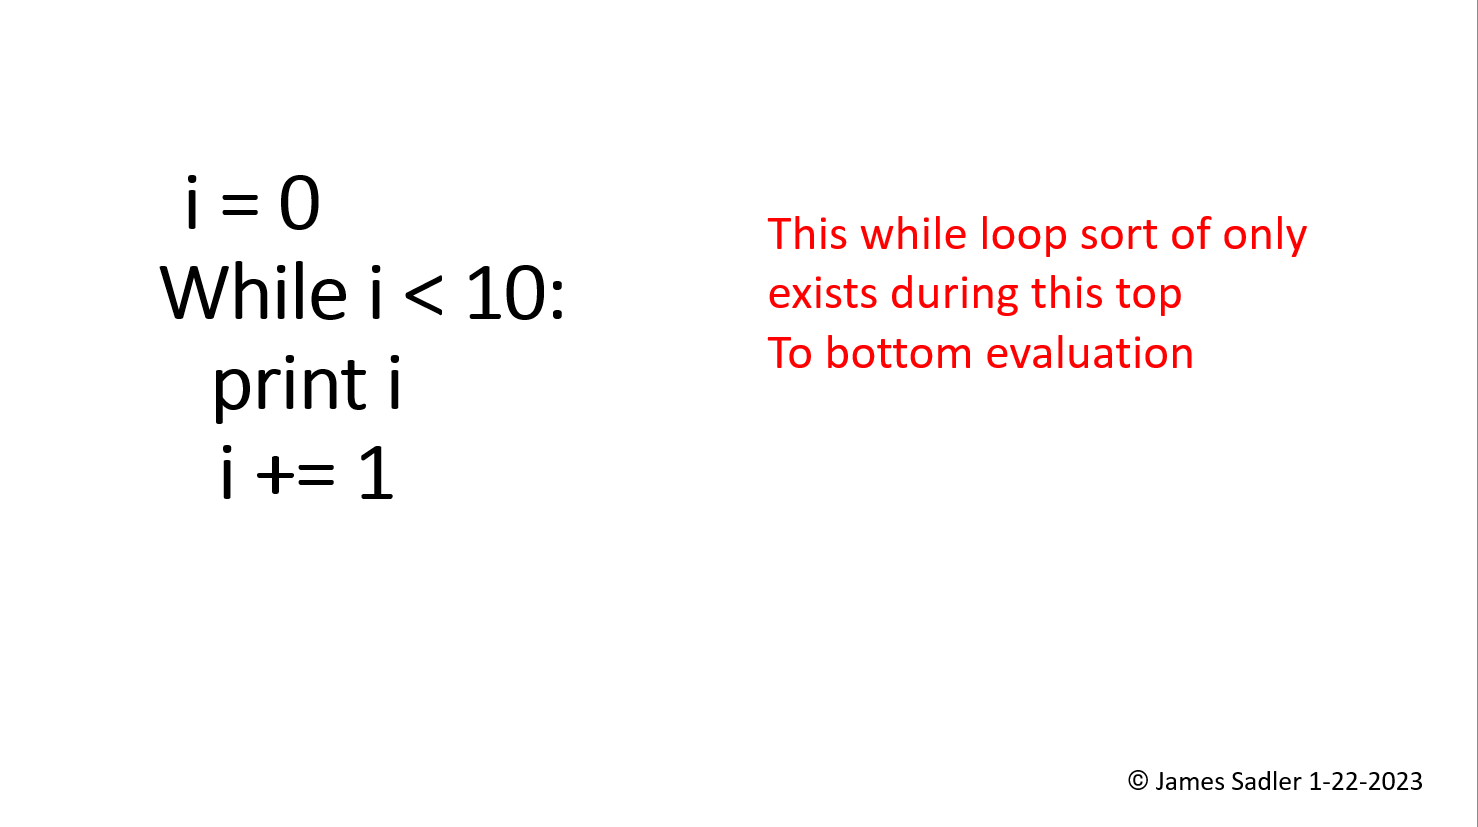 i = 0
While i < 10:
print i
i += 1
This while loop sort of only
exists during this top
To bottom evaluation
© James Sadler 1-22-2023